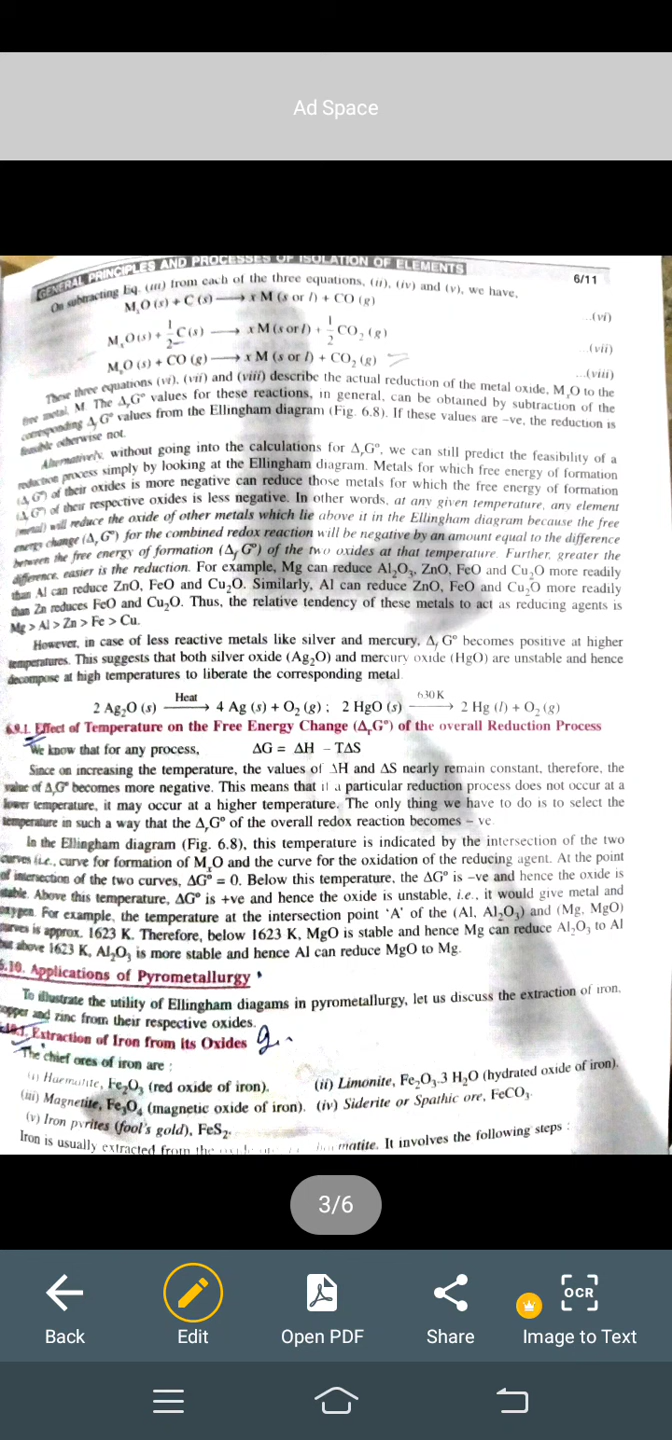 Ad Space
GENERAL PRINCIPLES AND PROCESSES OF ISOLATION OF ELEMENTS
6/11
On subtracting Eq. (iii) from each of the three equations, (ii), (iv) and (v), we have,
MₓO (s) + C (s) ⟶ x M (s or l) + CO (g) ...(vi)
MₓO (s) + 1/2 C (s) ⟶ x M (s or l) + 1/2 CO₂ (g) ...(vii)
MₓO (s) + CO (g) ⟶ x M (s or l) + CO₂ (g) ...(viii)
These three equations (vi), (vii) and (viii) describe the actual reduction of the metal oxide, MₓO to the
free metal, M. The ΔᵣG° values for these reactions, in general, can be obtained by subtraction of the
corresponding ΔfG° values from the Ellingham diagram (Fig. 6.8). If these values are –ve, the reduction is
feasible otherwise not.
Alternatively, without going into the calculations for ΔᵣG°, we can still predict the feasibility of a
reduction process simply by looking at the Ellingham diagram. Metals for which free energy of formation
(ΔfG°) of their oxides is more negative can reduce those metals for which the free energy of formation
(ΔfG°) of their respective oxides is less negative. In other words, at any given temperature, any element
(metal) will reduce the oxide of other metals which lie above it in the Ellingham diagram because the free
energy change (ΔᵣG°) for the combined redox reaction will be negative by an amount equal to the difference
between the free energy of formation (ΔfG°) of the two oxides at that temperature. Further, greater the
difference, easier is the reduction. For example, Mg can reduce Al₂O₃, ZnO, FeO and Cu₂O more readily
than Al can reduce ZnO, FeO and Cu₂O. Similarly, Al can reduce ZnO, FeO and Cu₂O more readily
than Zn reduces FeO and Cu₂O. Thus, the relative tendency of these metals to act as reducing agents is
Mg > Al > Zn > Fe > Cu.
However, in case of less reactive metals like silver and mercury, ΔfG° becomes positive at higher
temperatures. This suggests that both silver oxide (Ag₂O) and mercury oxide (HgO) are unstable and hence
decompose at high temperatures to liberate the corresponding metal.
2 Ag₂O (s) —Heat→ 4 Ag (s) + O₂ (g) ; 2 HgO (s) —630 K→ 2 Hg (l) + O₂ (g)
6.9.1. Effect of Temperature on the Free Energy Change (ΔᵣG°) of the overall Reduction Process
We know that for any process, ΔG = ΔH – TΔS
Since on increasing the temperature, the values of ΔH and ΔS nearly remain constant, therefore, the
value of ΔᵣG° becomes more negative. This means that if a particular reduction process does not occur at a
lower temperature, it may occur at a higher temperature. The only thing we have to do is to select the
temperature in such a way that the ΔᵣG° of the overall redox reaction becomes – ve.
In the Ellingham diagram (Fig. 6.8), this temperature is indicated by the intersection of the two
curves i.e., curve for formation of MₓO and the curve for the oxidation of the reducing agent. At the point
of intersection of the two curves, ΔG° = 0. Below this temperature, the ΔG° is –ve and hence the oxide is
stable. Above this temperature, ΔG° is +ve and hence the oxide is unstable, i.e., it would give metal and
oxygen. For example, the temperature at the intersection point ‘A’ of the (Al, Al₂O₃) and (Mg, MgO)
curves is approx. 1623 K. Therefore, below 1623 K, MgO is stable and hence Mg can reduce Al₂O₃ to Al
but above 1623 K, Al₂O₃ is more stable and hence Al can reduce MgO to Mg.
6.10. Applications of Pyrometallurgy
To illustrate the utility of Ellingham diagams in pyrometallurgy, let us discuss the extraction of iron,
copper and zinc from their respective oxides.
6.10.1. Extraction of Iron from its Oxides
The chief ores of iron are :
(i) Haematite, Fe₂O₃ (red oxide of iron). (ii) Limonite, Fe₂O₃.3 H₂O (hydrated oxide of iron).
(iii) Magnetite, Fe₃O₄ (magnetic oxide of iron). (iv) Siderite or Spathic ore, FeCO₃.
(v) Iron pyrites (fool's gold), FeS₂.
Iron is usually extracted from the matite. It involves the following steps :
3/6
Back
Edit
Open PDF
Share
OCR
Image to Text